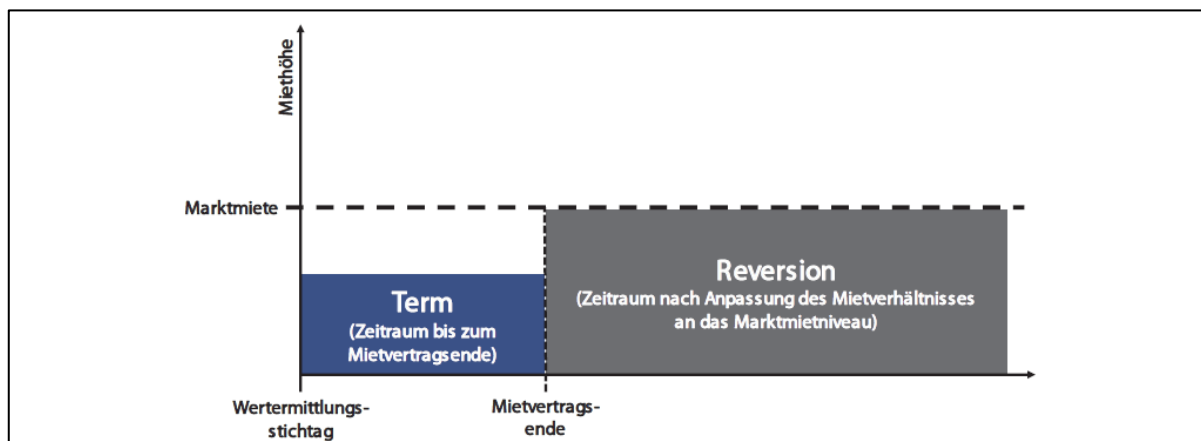 Miethöhe
Marktmiete
Term
(Zeitraum bis zum
Mietvertragsende)
Reversion
(Zeitraum nach Anpassung des Mietverhältnisses
an das Marktmietniveau)
Wertermittlungs-
stichtag
Mietvertrags-
ende